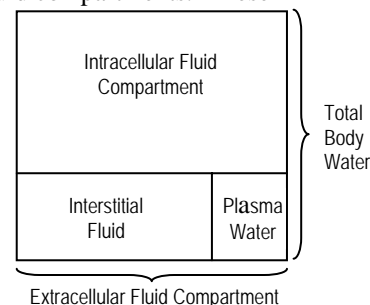 Intracellular Fluid
Compartment
Total
Body
Water
Interstitial
Fluid
Plasma
Water
Extracellular Fluid Compartment